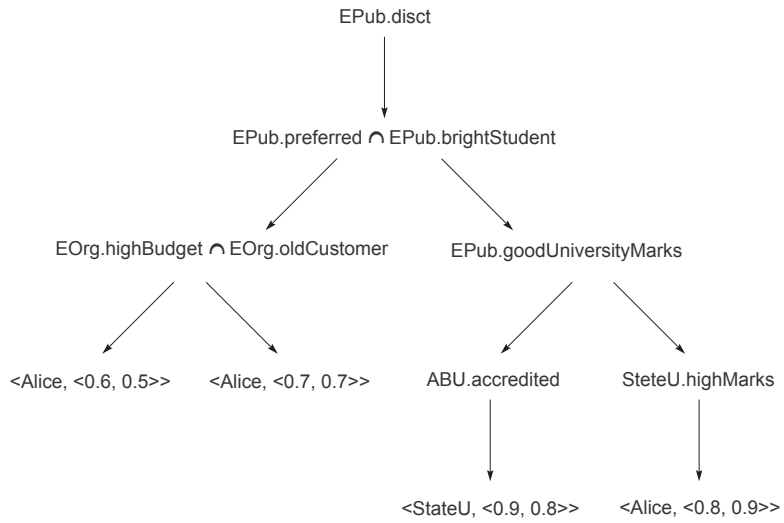 EPub.disct
EPub.preferred ∩ EPub.brightStudent
EOrg.highBudget ∩ EOrg.oldCustomer
EPub.goodUniversityMarks
<Alice, <0.6, 0.5>>
<Alice, <0.7, 0.7>>
ABU.accredited
SteteU.highMarks
<StateU, <0.9, 0.8>>
<Alice, <0.8, 0.9>>